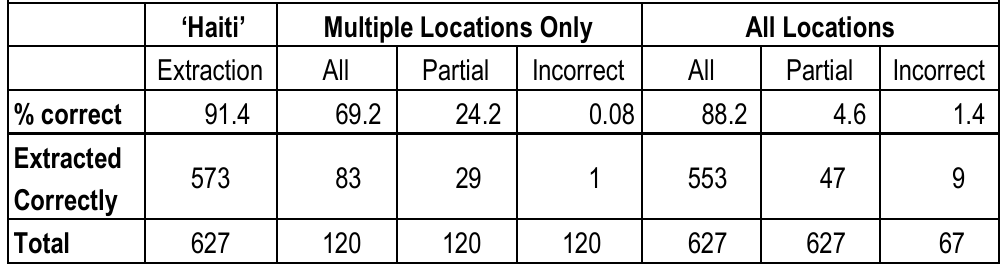 ‘Haiti’ Multiple Locations Only All Locations
Extraction All Partial Incorrect All Partial Incorrect
% correct 91.4 69.2 24.2 0.08 88.2 4.6 1.4
Extracted
Correctly 573 83 29 1 553 47 9
Total 627 120 120 120 627 627 67